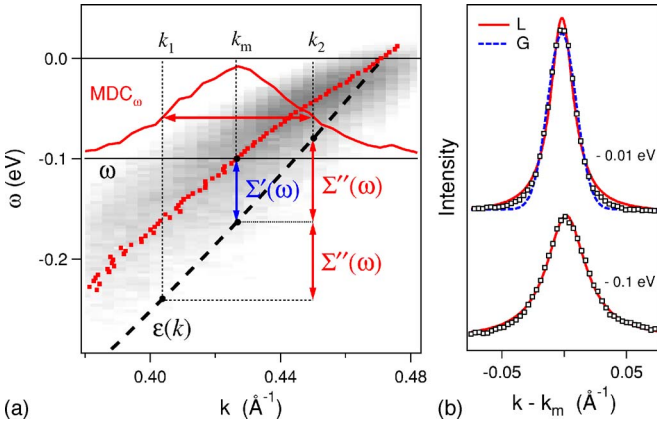 k₁ kₘ k₂
0.0
MDC_ω
-0.1
ω
Σ′(ω)
Σ″(ω)
-0.2
Σ″(ω)
ε(k)
ω (eV)
0.40 0.44 0.48
(a) k (Å⁻¹)
L
G
- 0.01 eV
Intensity
- 0.1 eV
-0.05 0 0.05
(b) k - kₘ (Å⁻¹)